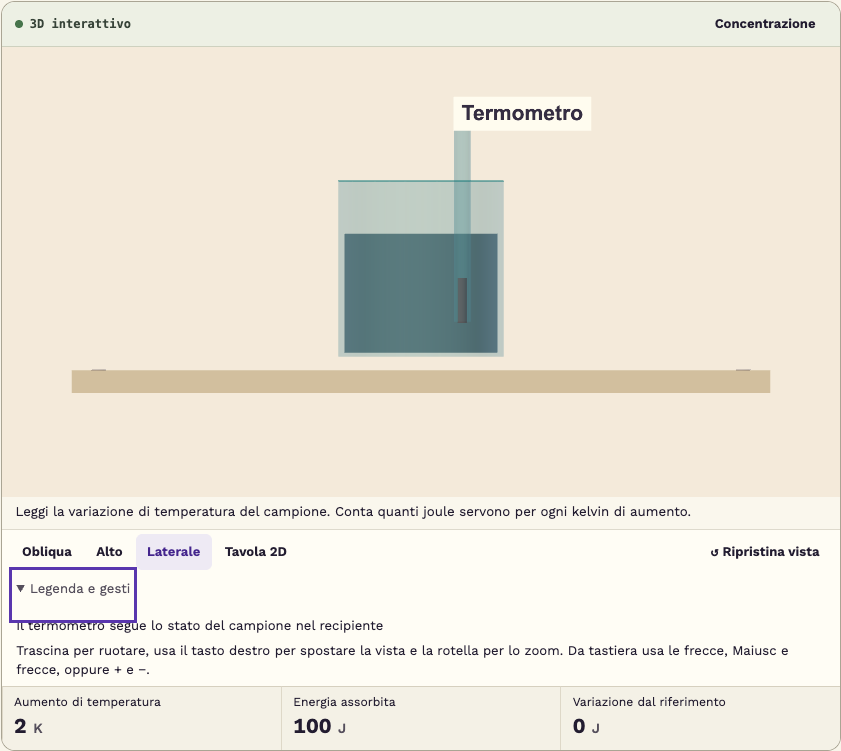 3D interattivo
Concentrazione
Termometro
Leggi la variazione di temperatura del campione. Conta quanti joule servono per ogni kelvin di aumento.
Obliqua
Alto
Laterale
Tavola 2D
↺ Ripristina vista
▼ Legenda e gesti
Il termometro segue lo stato del campione nel recipiente
Trascina per ruotare, usa il tasto destro per spostare la vista e la rotella per lo zoom. Da tastiera usa le frecce, Maiusc e
frecce, oppure + e −.
Aumento di temperatura
2 K
Energia assorbita
100 J
Variazione dal riferimento
0 J